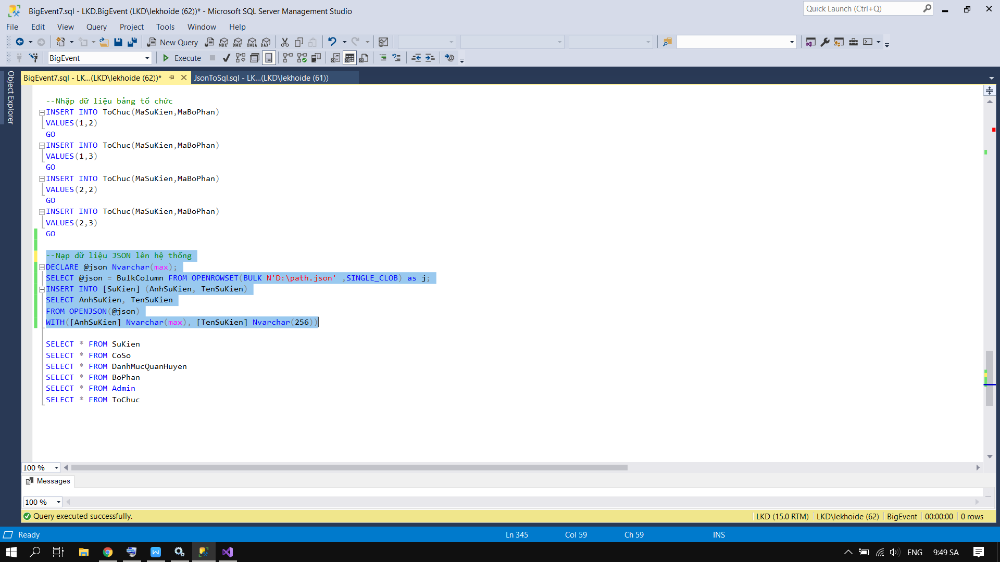 BigEvent7.sql - LKD.BigEvent (LKD\lekhoide (62))* - Microsoft SQL Server Management Studio
Quick Launch (Ctrl+Q)
File Edit View Query Project Tools Window Help
New Query MDX DMX XMLA DAX
BigEvent Execute
Object Explorer
BigEvent7.sql - LK...(LKD\lekhoide (62))* JsonToSql.sql - LK...(LKD\lekhoide (61))
--Nhập dữ liệu bảng tổ chức
INSERT INTO ToChuc(MaSuKien,MaBoPhan)
VALUES(1,2)
GO
INSERT INTO ToChuc(MaSuKien,MaBoPhan)
VALUES(1,3)
GO
INSERT INTO ToChuc(MaSuKien,MaBoPhan)
VALUES(2,2)
GO
INSERT INTO ToChuc(MaSuKien,MaBoPhan)
VALUES(2,3)
GO
--Nạp dữ liệu JSON lên hệ thống
DECLARE @json Nvarchar(max);
SELECT @json = BulkColumn FROM OPENROWSET(BULK N'D:\path.json' ,SINGLE_CLOB) as j;
INSERT INTO [SuKien] (AnhSuKien, TenSuKien)
SELECT AnhSuKien, TenSuKien
FROM OPENJSON(@json)
WITH([AnhSuKien] Nvarchar(max), [TenSuKien] Nvarchar(256))
SELECT * FROM SuKien
SELECT * FROM CoSo
SELECT * FROM DanhMucQuanHuyen
SELECT * FROM BoPhan
SELECT * FROM Admin
SELECT * FROM ToChuc
100 %
Messages
100 %
Query executed successfully. LKD (15.0 RTM) LKD\lekhoide (62) BigEvent 00:00:00 0 rows
Ready Ln 345 Col 59 Ch 59 INS
ENG 9:49 SA